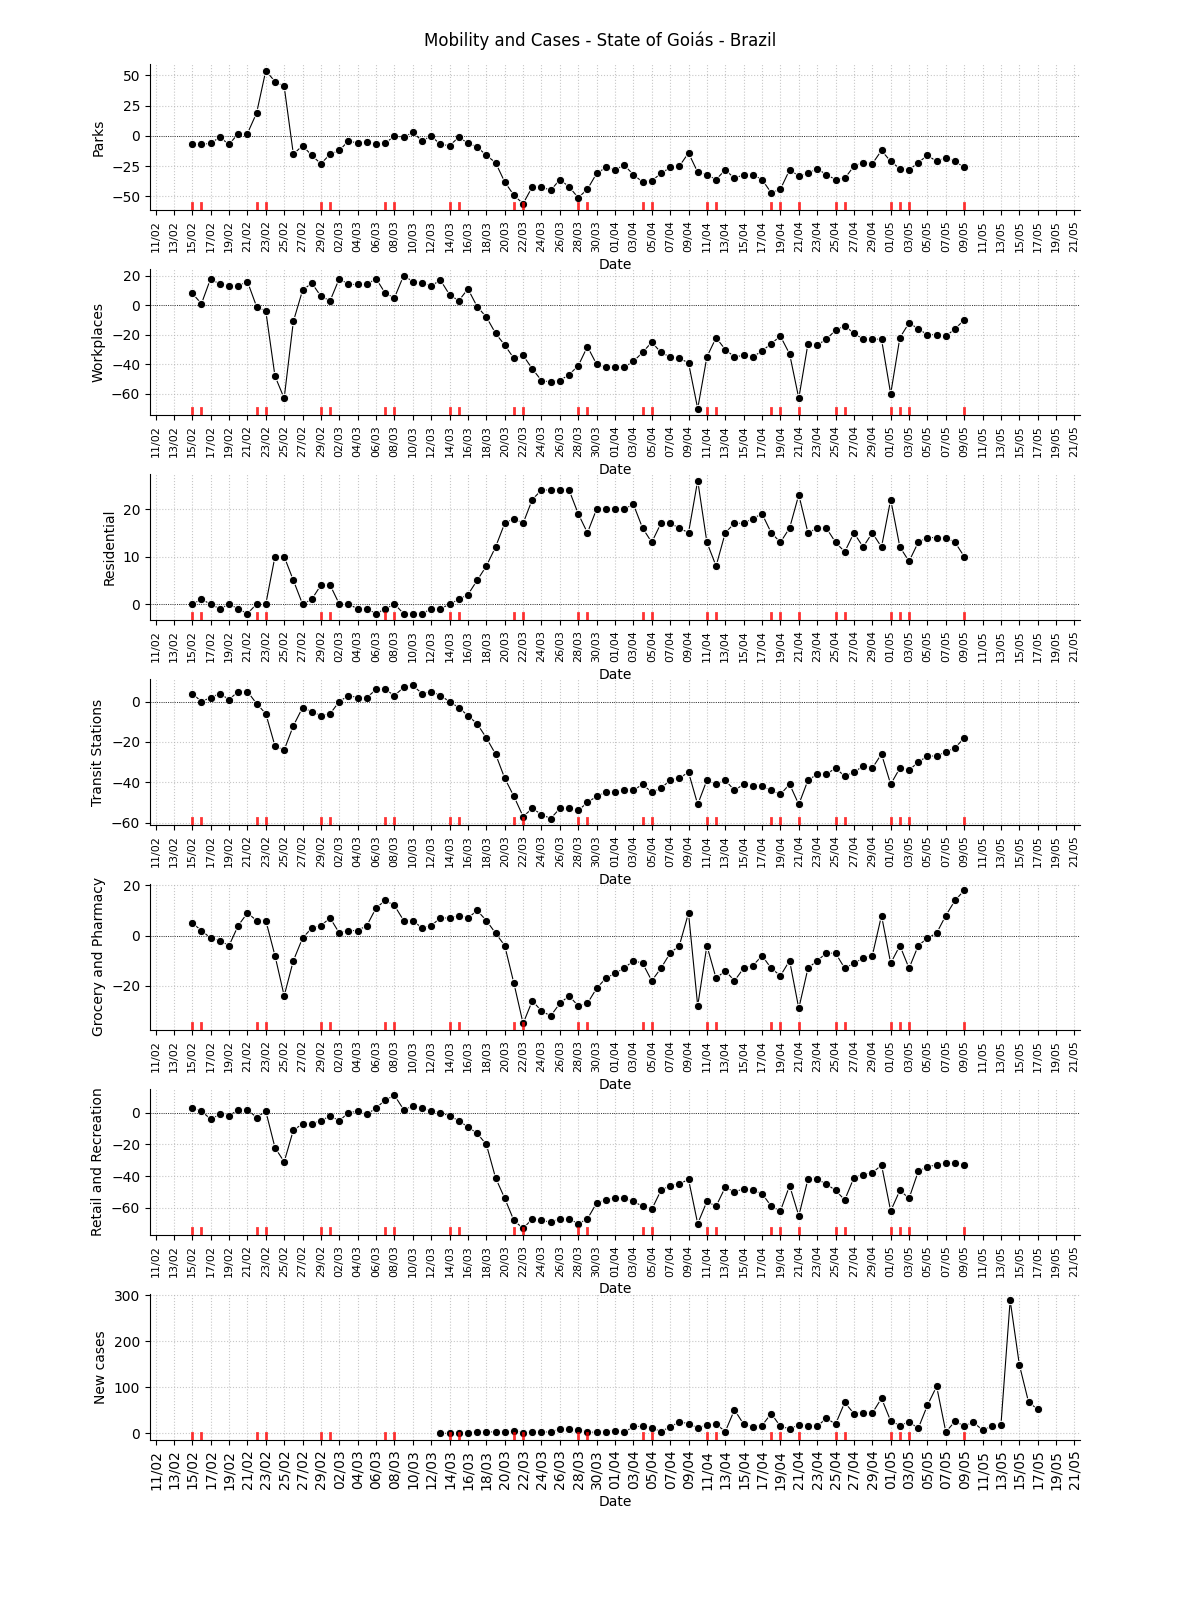 Mobility and Cases - State of Goiás - Brazil
Parks
50
25
0
−25
−50
11/02 13/02 15/02 17/02 19/02 21/02 23/02 25/02 27/02 29/02 02/03 04/03 06/03 08/03 10/03 12/03 14/03 16/03 18/03 20/03 22/03 24/03 26/03 28/03 30/03 01/04 03/04 05/04 07/04 09/04 11/04 13/04 15/04 17/04 19/04 21/04 23/04 25/04 27/04 29/04 01/05 03/05 05/05 07/05 09/05 11/05 13/05 15/05 17/05 19/05 21/05
Date
Workplaces
20
0
−20
−40
−60
11/02 13/02 15/02 17/02 19/02 21/02 23/02 25/02 27/02 29/02 02/03 04/03 06/03 08/03 10/03 12/03 14/03 16/03 18/03 20/03 22/03 24/03 26/03 28/03 30/03 01/04 03/04 05/04 07/04 09/04 11/04 13/04 15/04 17/04 19/04 21/04 23/04 25/04 27/04 29/04 01/05 03/05 05/05 07/05 09/05 11/05 13/05 15/05 17/05 19/05 21/05
Date
Residential
20
10
0
11/02 13/02 15/02 17/02 19/02 21/02 23/02 25/02 27/02 29/02 02/03 04/03 06/03 08/03 10/03 12/03 14/03 16/03 18/03 20/03 22/03 24/03 26/03 28/03 30/03 01/04 03/04 05/04 07/04 09/04 11/04 13/04 15/04 17/04 19/04 21/04 23/04 25/04 27/04 29/04 01/05 03/05 05/05 07/05 09/05 11/05 13/05 15/05 17/05 19/05 21/05
Date
Transit Stations
0
−20
−40
−60
11/02 13/02 15/02 17/02 19/02 21/02 23/02 25/02 27/02 29/02 02/03 04/03 06/03 08/03 10/03 12/03 14/03 16/03 18/03 20/03 22/03 24/03 26/03 28/03 30/03 01/04 03/04 05/04 07/04 09/04 11/04 13/04 15/04 17/04 19/04 21/04 23/04 25/04 27/04 29/04 01/05 03/05 05/05 07/05 09/05 11/05 13/05 15/05 17/05 19/05 21/05
Date
Grocery and Pharmacy
20
0
−20
11/02 13/02 15/02 17/02 19/02 21/02 23/02 25/02 27/02 29/02 02/03 04/03 06/03 08/03 10/03 12/03 14/03 16/03 18/03 20/03 22/03 24/03 26/03 28/03 30/03 01/04 03/04 05/04 07/04 09/04 11/04 13/04 15/04 17/04 19/04 21/04 23/04 25/04 27/04 29/04 01/05 03/05 05/05 07/05 09/05 11/05 13/05 15/05 17/05 19/05 21/05
Date
Retail and Recreation
0
−20
−40
−60
11/02 13/02 15/02 17/02 19/02 21/02 23/02 25/02 27/02 29/02 02/03 04/03 06/03 08/03 10/03 12/03 14/03 16/03 18/03 20/03 22/03 24/03 26/03 28/03 30/03 01/04 03/04 05/04 07/04 09/04 11/04 13/04 15/04 17/04 19/04 21/04 23/04 25/04 27/04 29/04 01/05 03/05 05/05 07/05 09/05 11/05 13/05 15/05 17/05 19/05 21/05
Date
New cases
300
200
100
0
11/02 13/02 15/02 17/02 19/02 21/02 23/02 25/02 27/02 29/02 02/03 04/03 06/03 08/03 10/03 12/03 14/03 16/03 18/03 20/03 22/03 24/03 26/03 28/03 30/03 01/04 03/04 05/04 07/04 09/04 11/04 13/04 15/04 17/04 19/04 21/04 23/04 25/04 27/04 29/04 01/05 03/05 05/05 07/05 09/05 11/05 13/05 15/05 17/05 19/05 21/05
Date